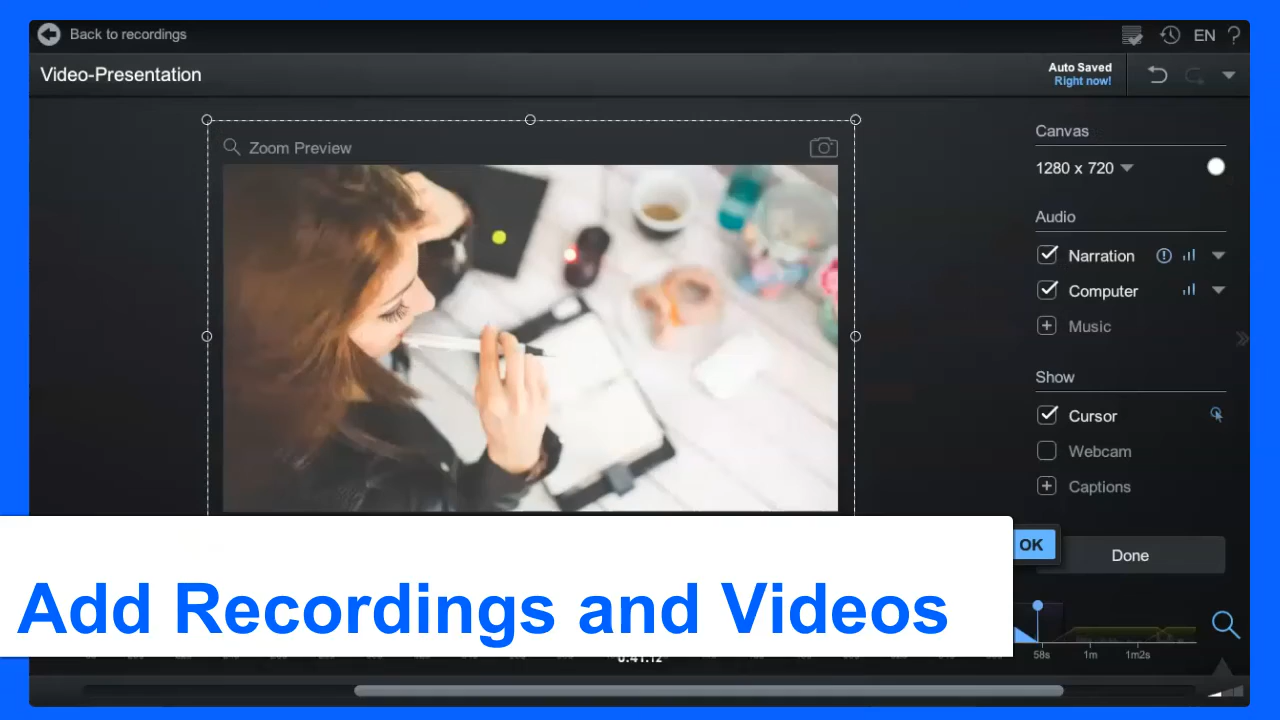 Back to recordings
EN ?
Video-Presentation
Auto Saved
Right now!
Zoom Preview
Canvas
1280 x 720
Audio
Narration
Computer
Music
Show
Cursor
Webcam
Captions
OK
Done
Add Recordings and Videos
58s 1m 1m2s
0:41.12